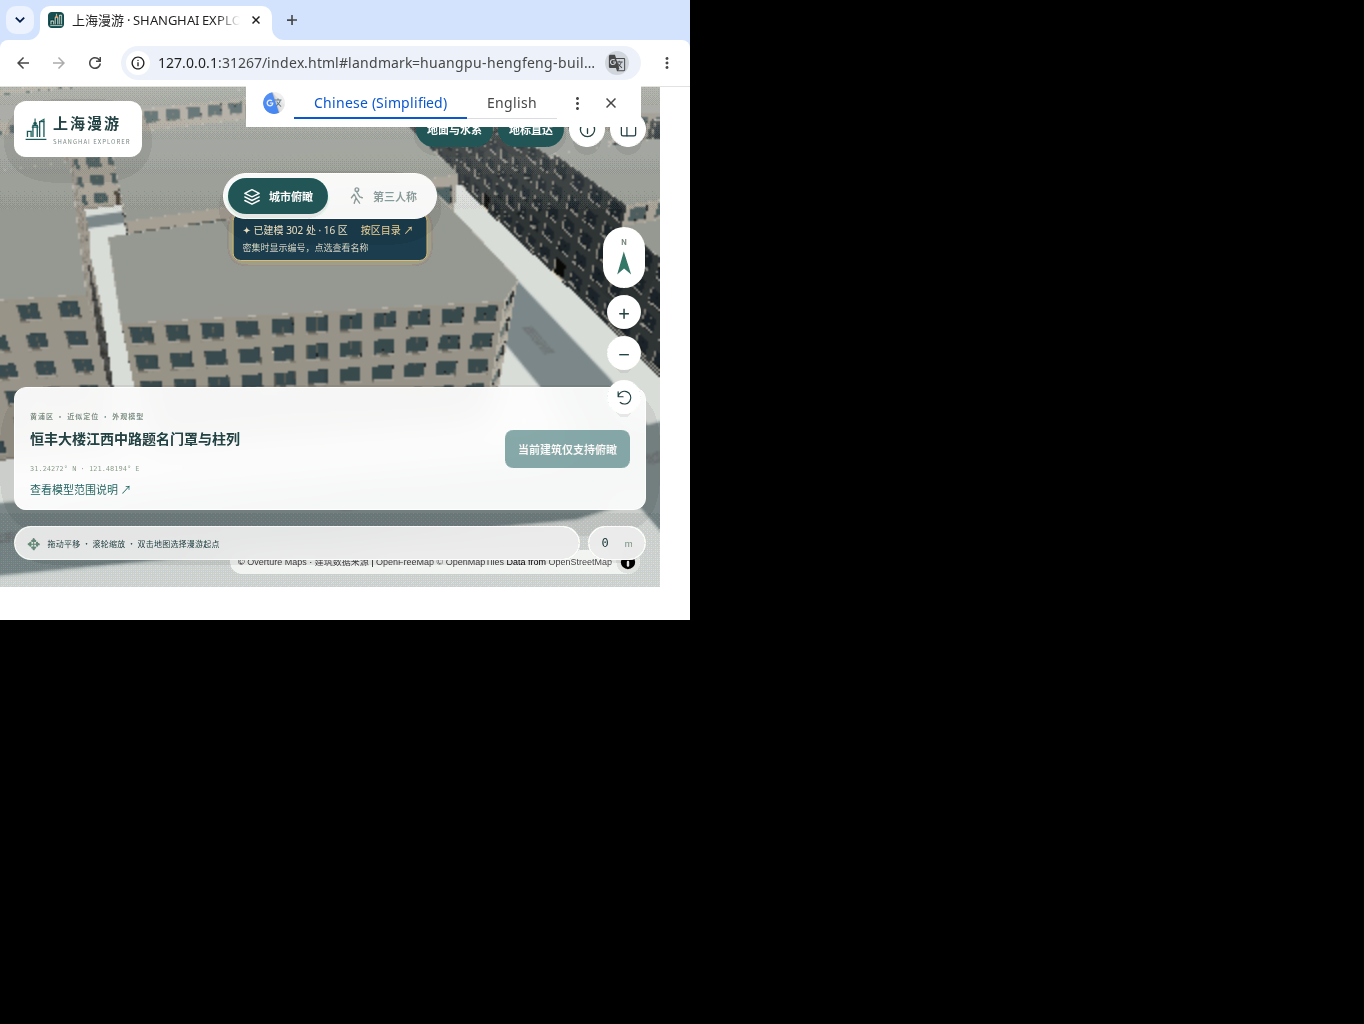 上海漫游 · SHANGHAI EXPLO
127.0.0.1:31267/index.html#landmark=huangpu-hengfeng-buil...
Chinese (Simplified)
English
上海漫游
SHANGHAI EXPLORER
地面与水系
地标直达
城市俯瞰
第三人称
✦ 已建模 302 处 · 16 区 按区目录 ↗
密集时显示编号，点选查看名称
N
+
−
黄浦区 · 近似定位 · 外观模型
恒丰大楼江西中路题名门罩与柱列
31.24272° N · 121.48194° E
查看模型范围说明 ↗
当前建筑仅支持俯瞰
拖动平移 · 滚轮缩放 · 双击地图选择漫游起点
0 m
© Overture Maps · 建筑数据来源 | OpenFreeMap © OpenMapTiles Data from OpenStreetMap